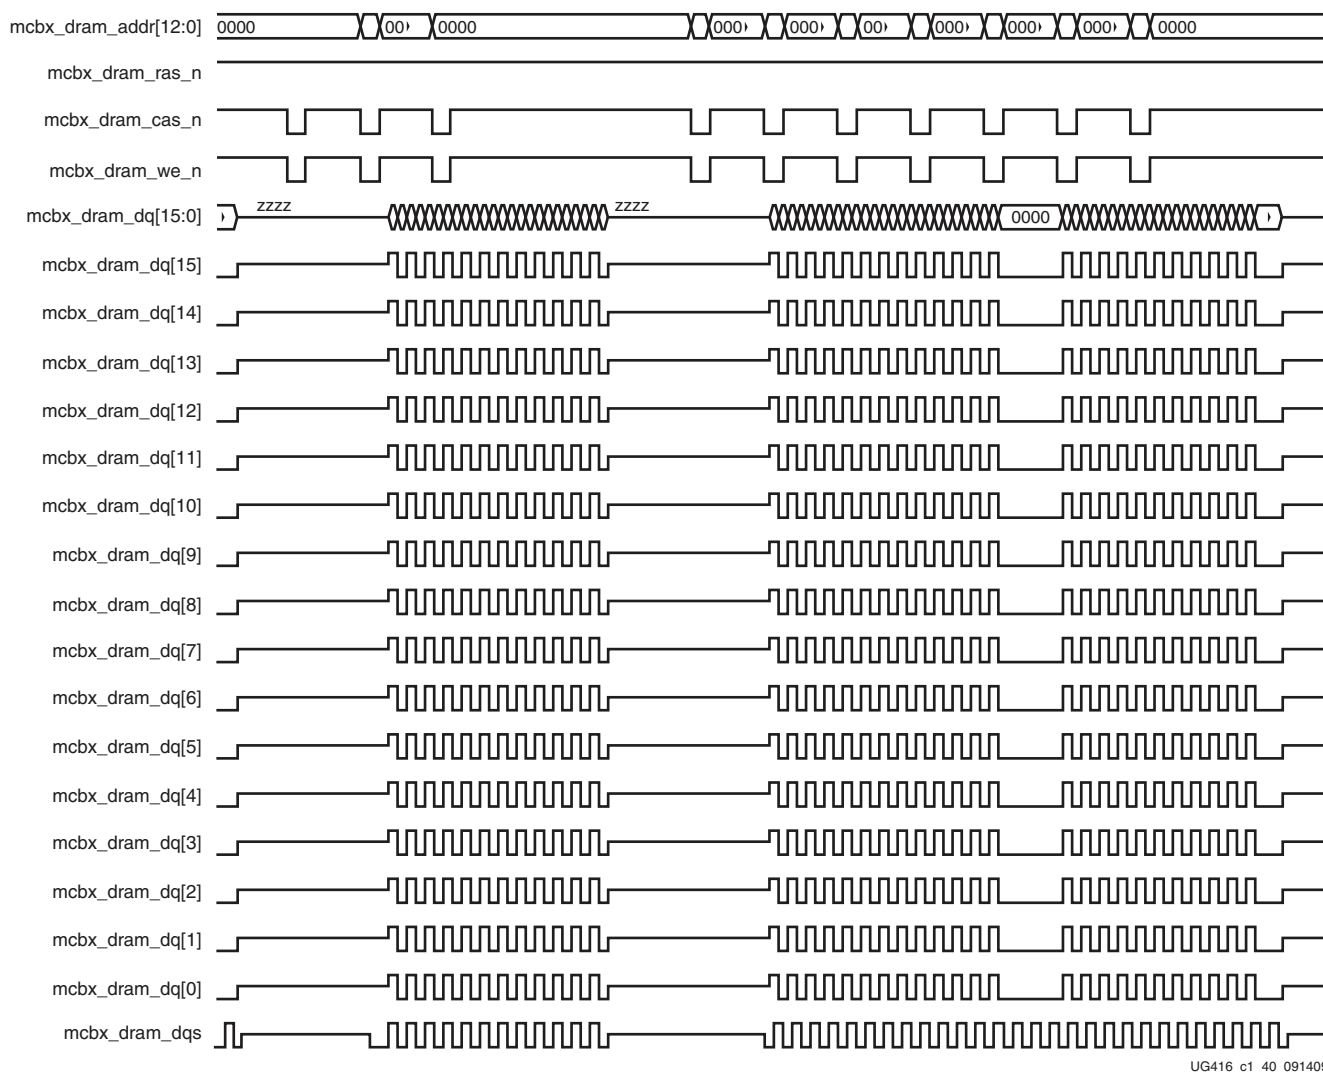 mcbx_dram_addr[12:0] 0000 00 0000 000 000 00 000 000 000 0000
mcbx_dram_ras_n
mcbx_dram_cas_n
mcbx_dram_we_n
mcbx_dram_dq[15:0] zzzz zzzz 0000
mcbx_dram_dq[15]
mcbx_dram_dq[14]
mcbx_dram_dq[13]
mcbx_dram_dq[12]
mcbx_dram_dq[11]
mcbx_dram_dq[10]
mcbx_dram_dq[9]
mcbx_dram_dq[8]
mcbx_dram_dq[7]
mcbx_dram_dq[6]
mcbx_dram_dq[5]
mcbx_dram_dq[4]
mcbx_dram_dq[3]
mcbx_dram_dq[2]
mcbx_dram_dq[1]
mcbx_dram_dq[0]
mcbx_dram_dqs
UG416_c1_40_091409